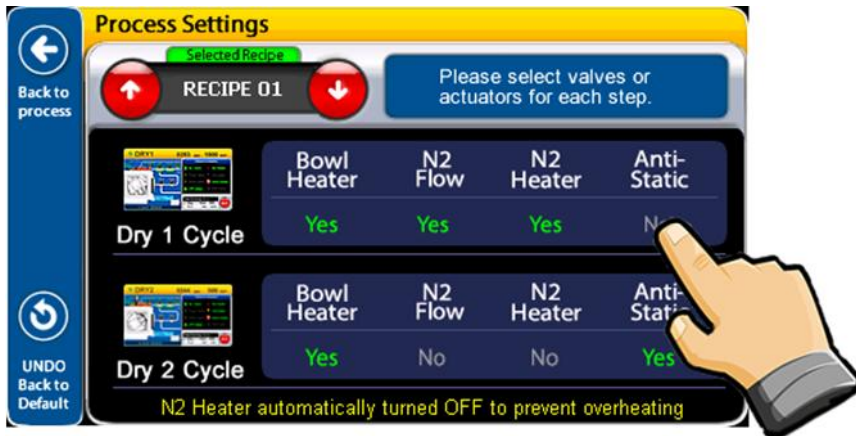 Process Settings
Back to
process
Selected Recipe
RECIPE 01
Please select valves or
actuators for each step.
Dry 1 Cycle
Bowl
Heater
N2
Flow
N2
Heater
Anti-
Static
Yes
Yes
Yes
Dry 2 Cycle
Bowl
Heater
N2
Flow
N2
Heater
Anti-
Yes
No
No
Yes
UNDO
Back to
Default
N2 Heater automatically turned OFF to prevent overheating